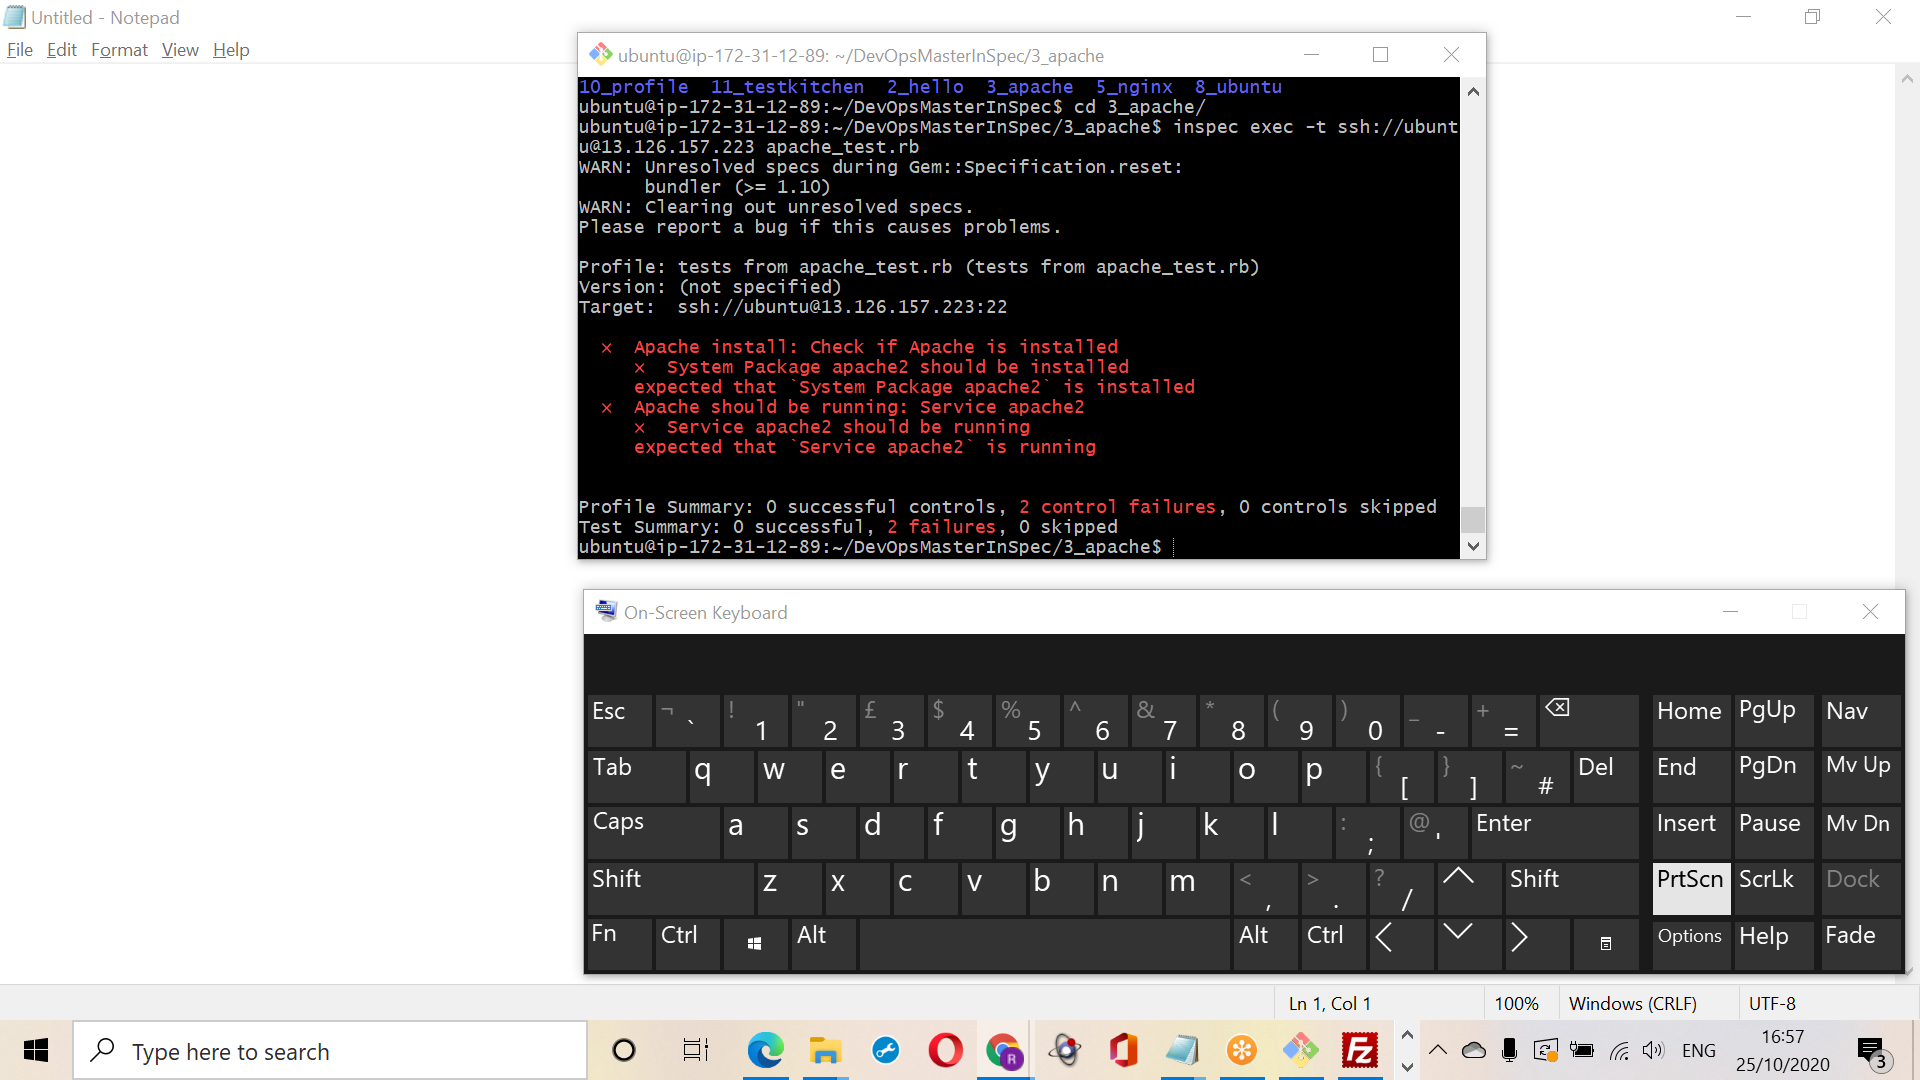 Untitled - Notepad
File Edit Format View Help
ubuntu@ip-172-31-12-89: ~/DevOpsMasterInSpec/3_apache
10_profile 11_testkitchen 2_hello 3_apache 5_nginx 8_ubuntu
ubuntu@ip-172-31-12-89:~/DevOpsMasterInSpec$ cd 3_apache/
ubuntu@ip-172-31-12-89:~/DevOpsMasterInSpec/3_apache$ inspec exec -t ssh://ubunt
u@13.126.157.223 apache_test.rb
WARN: Unresolved specs during Gem::Specification.reset:
bundler (>= 1.10)
WARN: Clearing out unresolved specs.
Please report a bug if this causes problems.
Profile: tests from apache_test.rb (tests from apache_test.rb)
Version: (not specified)
Target: ssh://ubuntu@13.126.157.223:22
× Apache install: Check if Apache is installed
× System Package apache2 should be installed
expected that `System Package apache2` is installed
× Apache should be running: Service apache2
× Service apache2 should be running
expected that `Service apache2` is running
Profile Summary: 0 successful controls, 2 control failures, 0 controls skipped
Test Summary: 0 successful, 2 failures, 0 skipped
ubuntu@ip-172-31-12-89:~/DevOpsMasterInSpec/3_apache$
On-Screen Keyboard
Esc ¬ ` ! 1 " 2 £ 3 $ 4 % 5 ^ 6 & 7 * 8 ( 9 ) 0 _ - + = Home PgUp Nav
Tab q w e r t y u i o p { [ } ] ~ # Del End PgDn Mv Up
Caps a s d f g h j k l : ; @ ' Enter Insert Pause Mv Dn
Shift z x c v b n m < , > . ? / Shift PrtScn ScrLk Dock
Fn Ctrl Alt Alt Ctrl Options Help Fade
Ln 1, Col 1 100% Windows (CRLF) UTF-8
Type here to search
R
Fz
ENG
16:57
25/10/2020
3